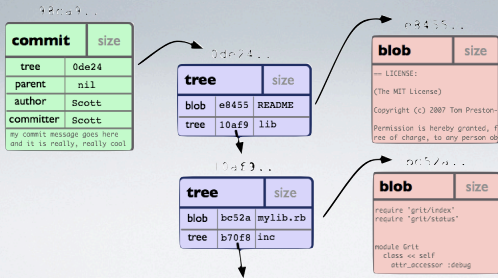 98ca9..
commit size
tree 0de24
parent nil
author Scott
committer Scott
my commit message goes here
and it is really, really cool
0de24..
tree size
blob e8455 README
tree 10af9 lib
10af9..
tree size
blob bc52a mylib.rb
tree b70f8 inc
e8455..
blob size
== LICENSE:
(The MIT License)
Copyright (c) 2007 Tom Preston-
Permission is hereby granted, f
ree of charge, to any person ob
bc52a..
blob size
require 'grit/index'
require 'grit/status'
module Grit
class << self
attr_accessor :debug